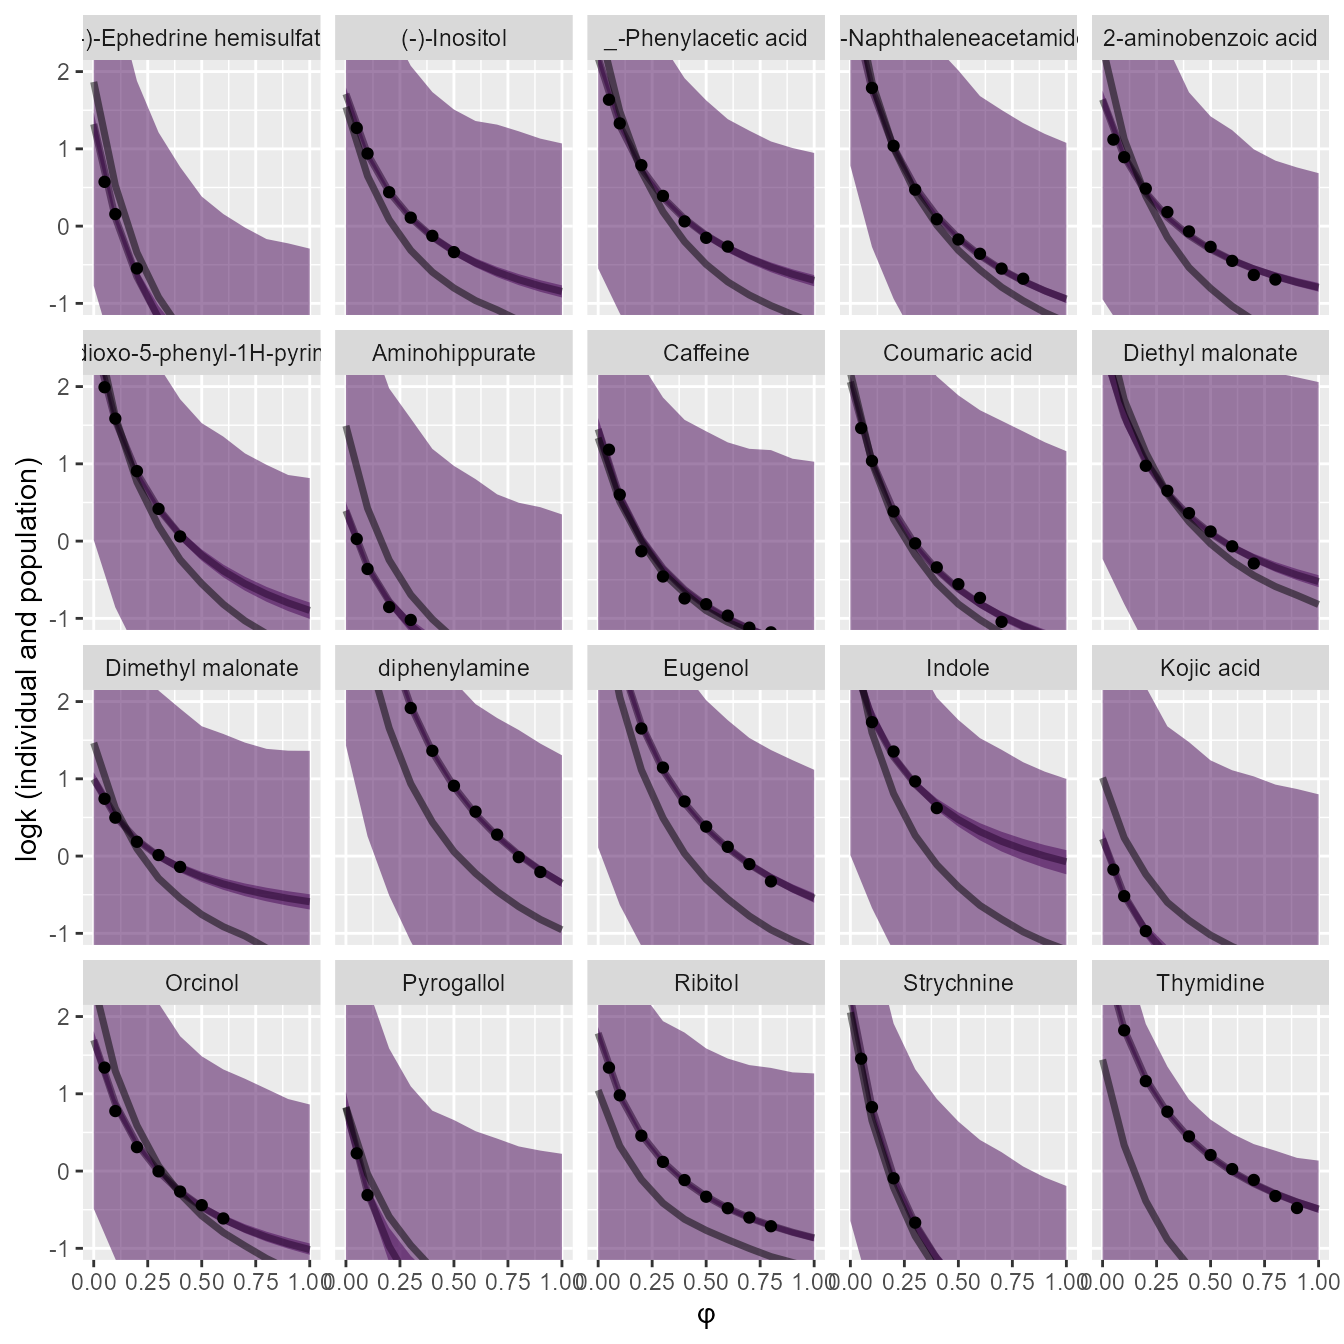 -)-Ephedrine hemisulfat
(-)-Inositol
_-Phenylacetic acid
-Naphthaleneacetamide
2-aminobenzoic acid
2
1
0
-1
dioxo-5-phenyl-1H-pyrim
Aminohippurate
Caffeine
Coumaric acid
Diethyl malonate
2
1
0
-1
logk (individual and population)
Dimethyl malonate
diphenylamine
Eugenol
Indole
Kojic acid
2
1
0
-1
Orcinol
Pyrogallol
Ribitol
Strychnine
Thymidine
2
1
0
-1
0.00 0.25 0.50 0.75 1.00
0.00 0.25 0.50 0.75 1.00
0.00 0.25 0.50 0.75 1.00
0.00 0.25 0.50 0.75 1.00
0.00 0.25 0.50 0.75 1.00
φ